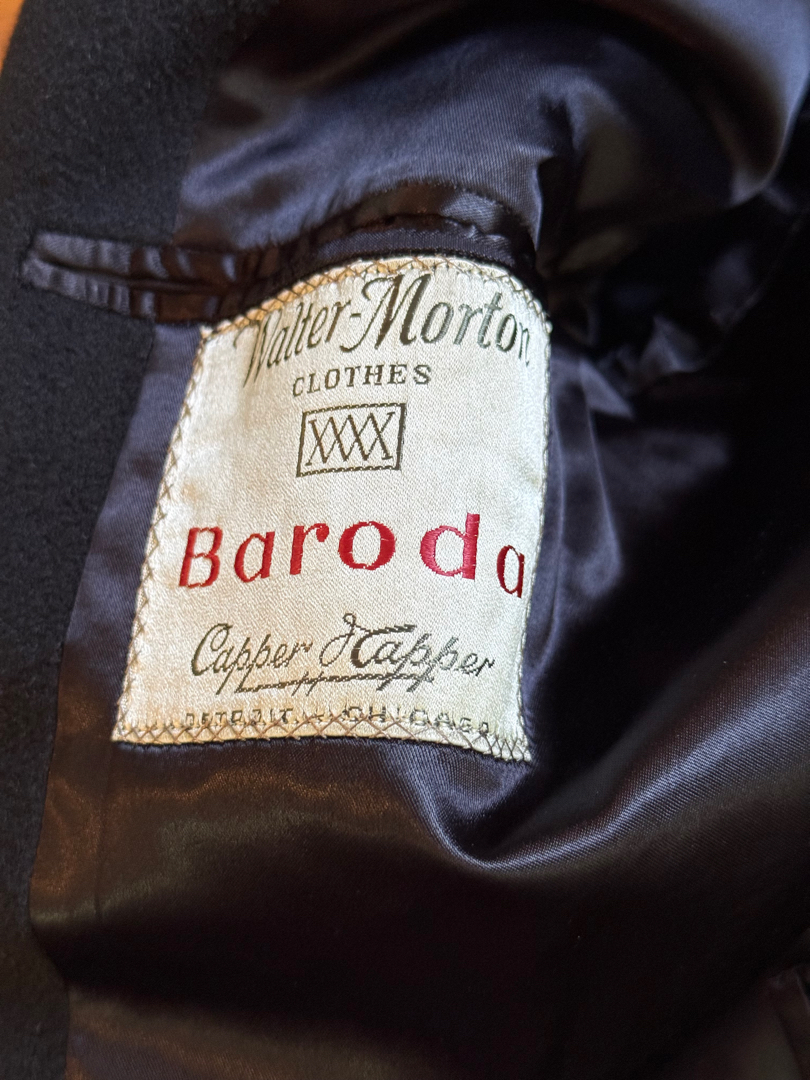 Walter-Morton
CLOTHES
XXXX
Baroda
Capper & Capper
DETROIT - CHICAGO